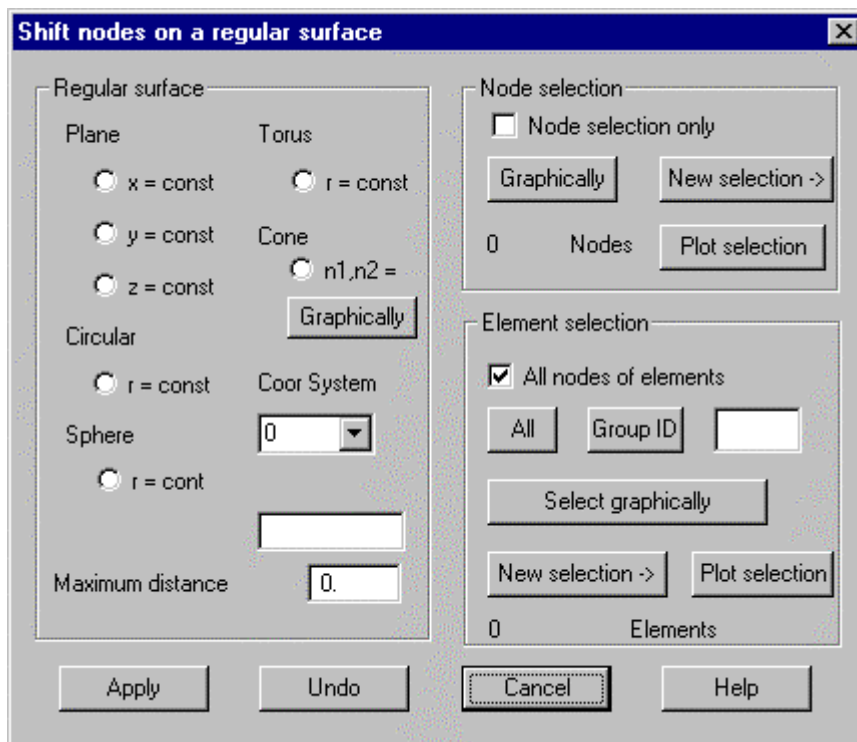 Shift nodes on a regular surface
Regular surface
Plane
x = const
y = const
z = const
Circular
r = const
Sphere
r = cont
Torus
r = const
Cone
n1,n2 =
Graphically
Coor System
0
Maximum distance
0.
Node selection
Node selection only
Graphically
New selection ->
0 Nodes
Plot selection
Element selection
All nodes of elements
All
Group ID
Select graphically
New selection ->
Plot selection
0 Elements
Apply
Undo
Cancel
Help